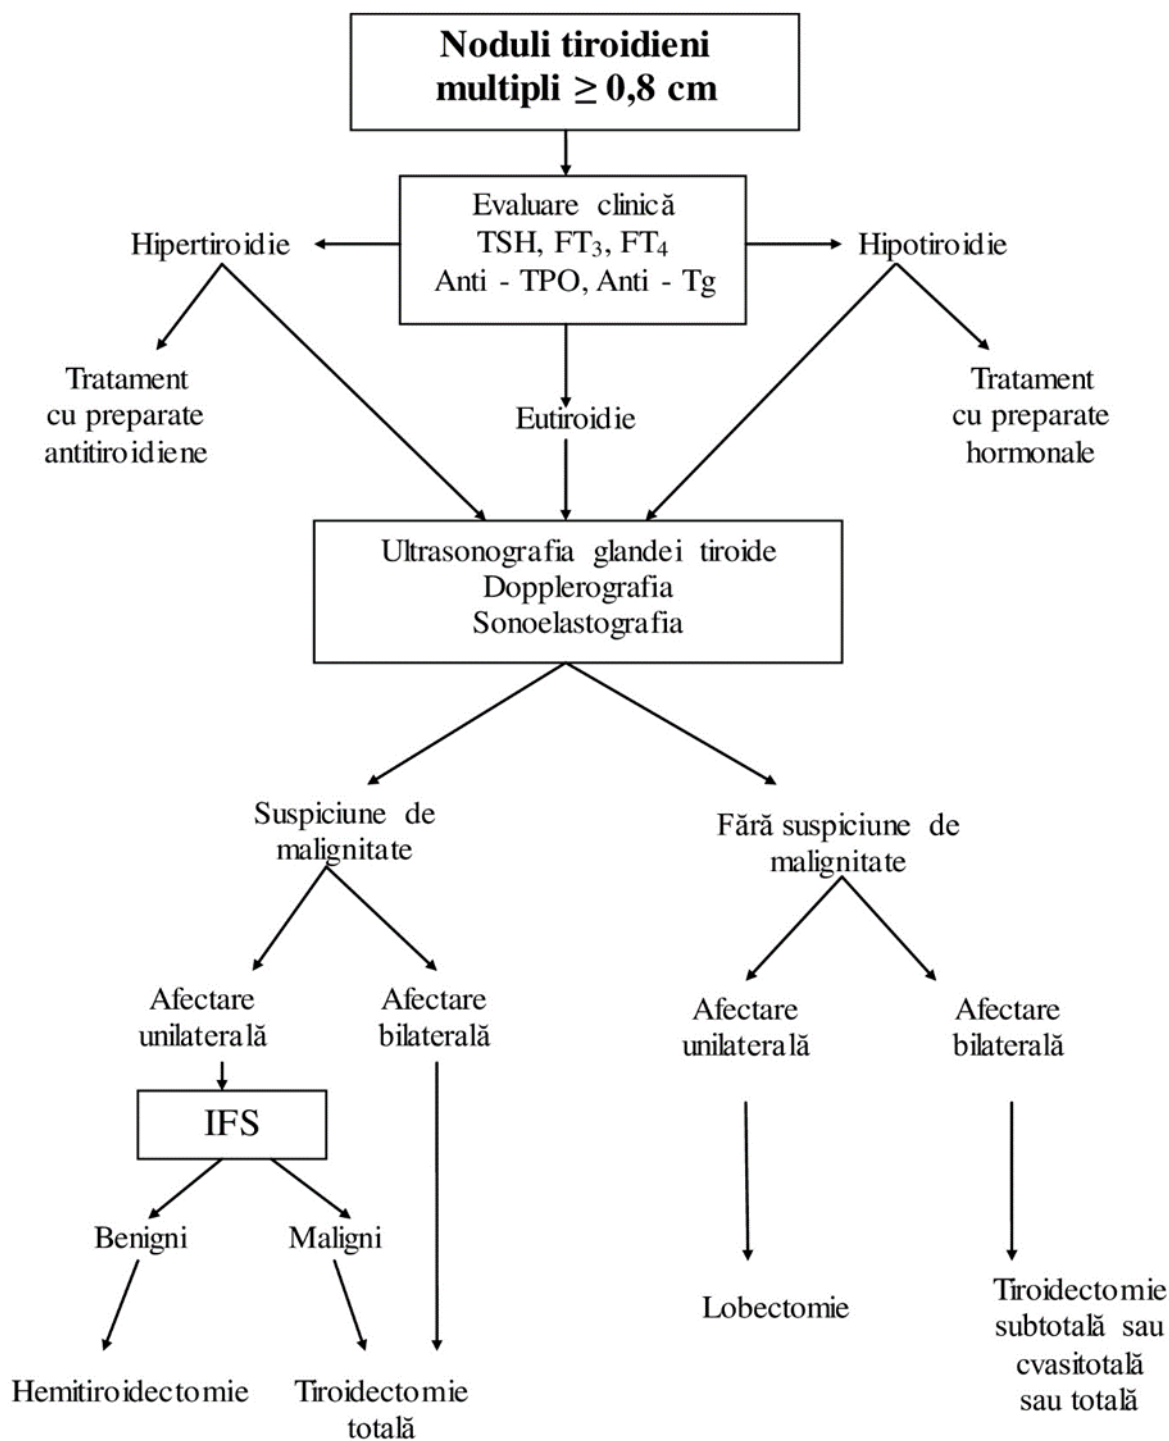 Noduli tiroidieni
multipli ≥ 0,8 cm
Evaluare clinică
TSH, FT₃, FT₄
Anti - TPO, Anti - Tg
Hipertiroidie
Hipotiroidie
Tratament
cu preparate
antitiroidiene
Eutiroidie
Tratament
cu preparate
hormonale
Ultrasonografia glandei tiroide
Dopplerografia
Sonoelastografia
Suspiciune de
malignitate
Fără suspiciune de
malignitate
Afectare
unilaterală
Afectare
bilaterală
Afectare
unilaterală
Afectare
bilaterală
IFS
Benigni
Maligni
Hemitiroidectomie
Tiroidectomie
totală
Lobectomie
Tiroidectomie
subtotală sau
cvasitotală
sau totală